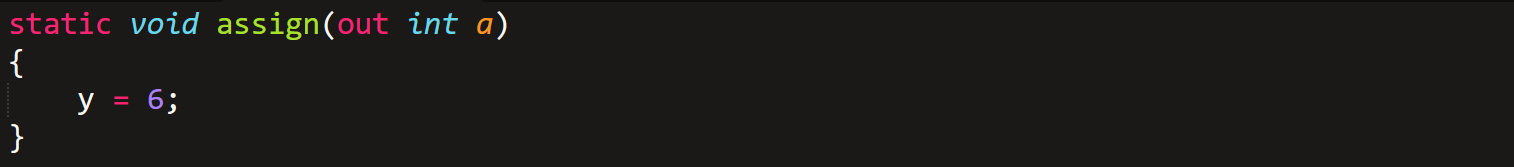 static void assign(out int a)
{
    y = 6;
}